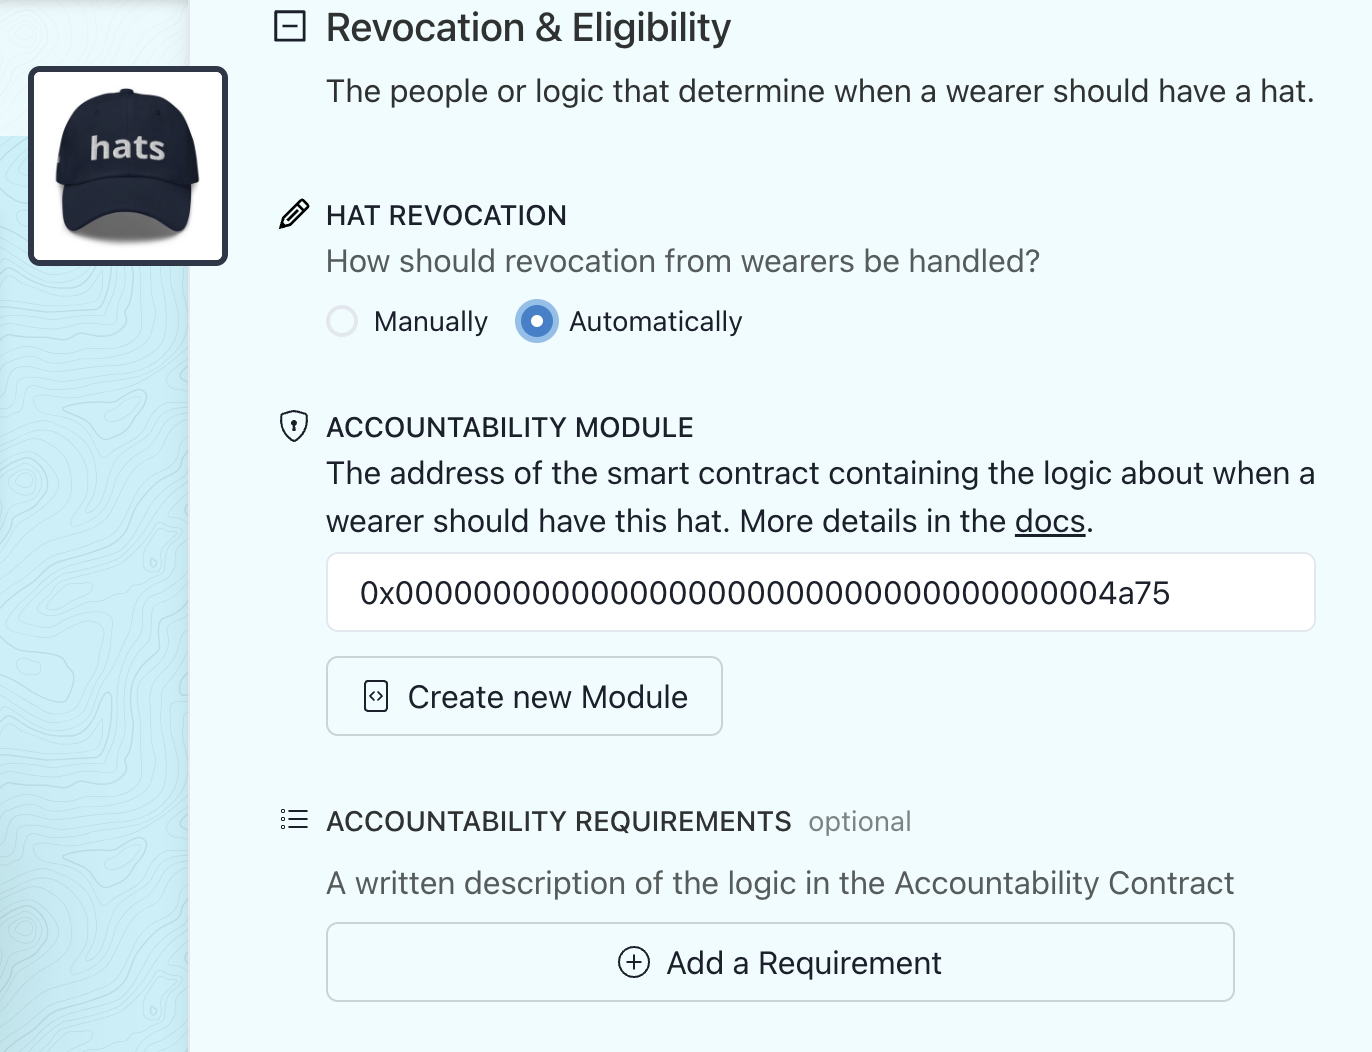 Revocation & Eligibility
The people or logic that determine when a wearer should have a hat.
hats
HAT REVOCATION
How should revocation from wearers be handled?
Manually Automatically
ACCOUNTABILITY MODULE
The address of the smart contract containing the logic about when a
wearer should have this hat. More details in the docs.
0x0000000000000000000000000000000000004a75
Create new Module
ACCOUNTABILITY REQUIREMENTS optional
A written description of the logic in the Accountability Contract
Add a Requirement